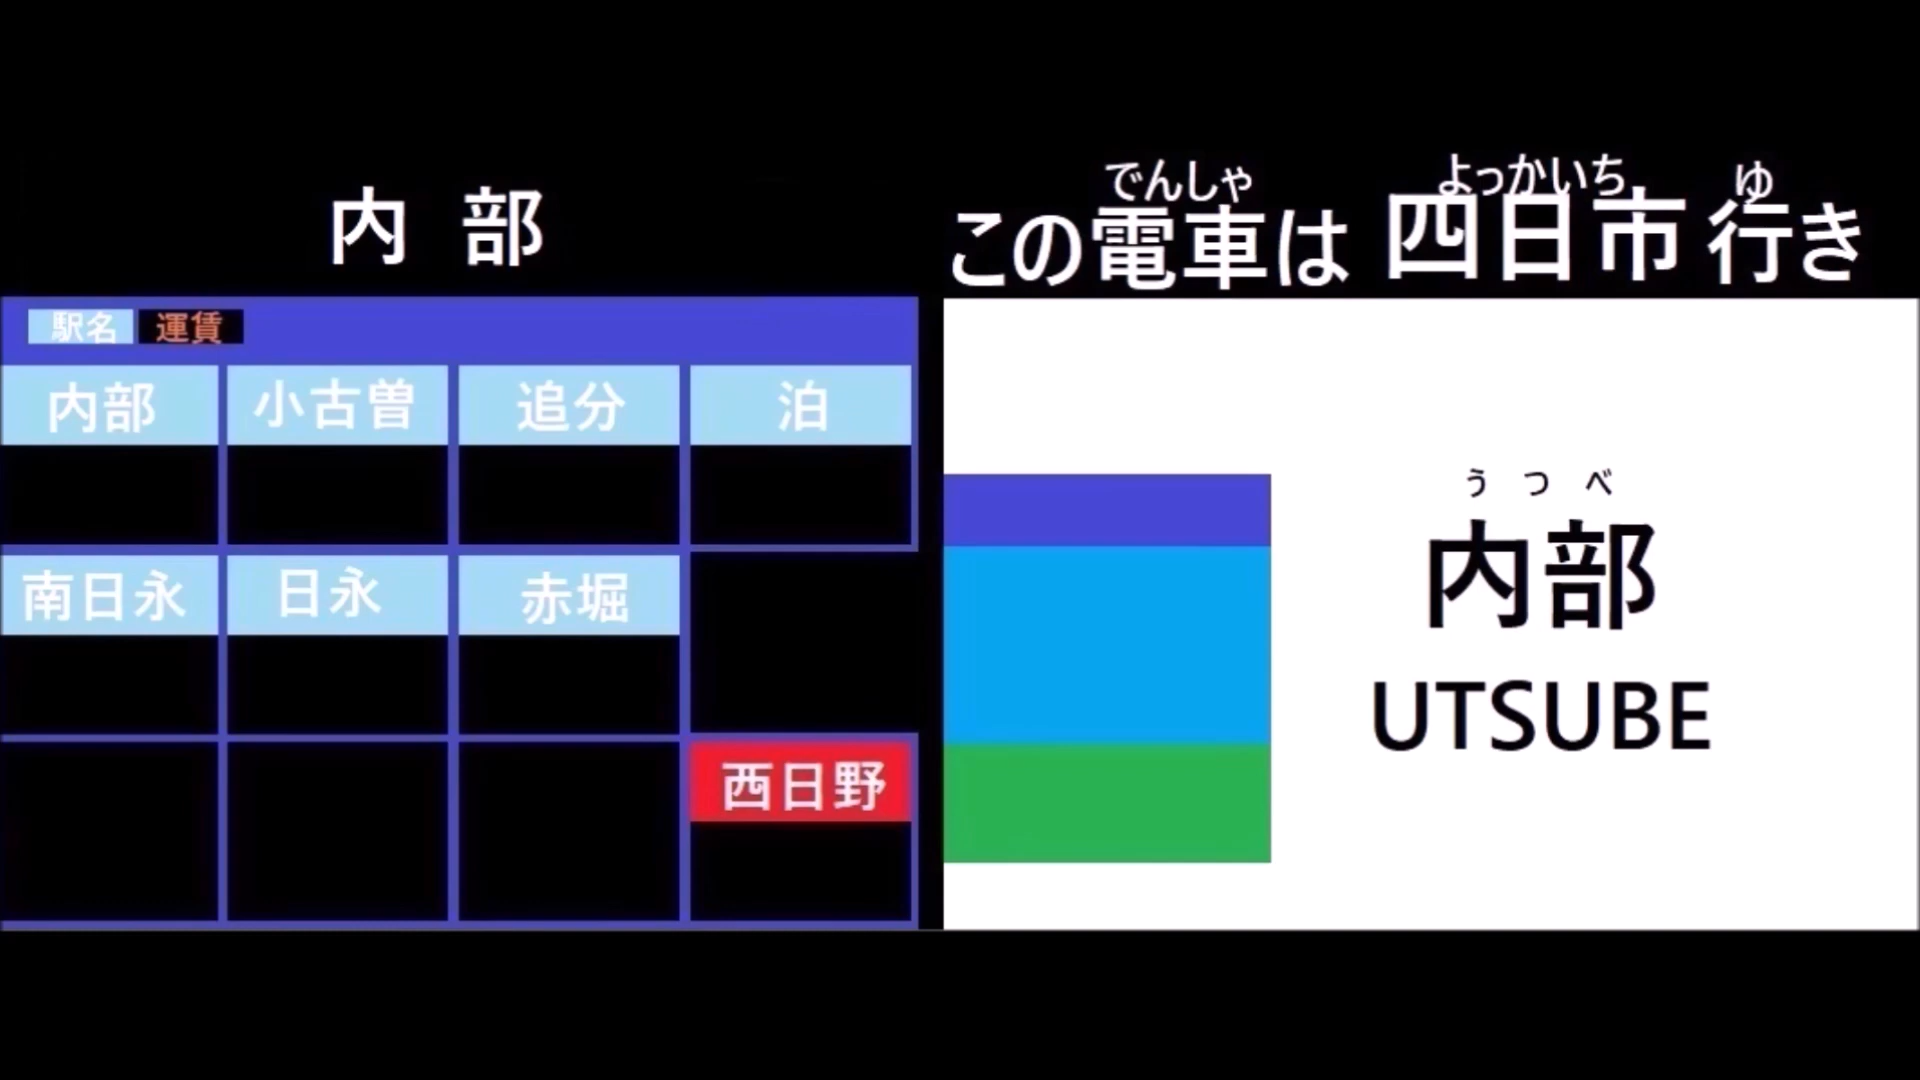 内部
駅名 運賃
内部 小古曽 追分 泊
南日永 日永 赤堀
西日野
でんしゃ よっかいち ゆ
この電車は 四日市 行き
うつべ
内部
UTSUBE